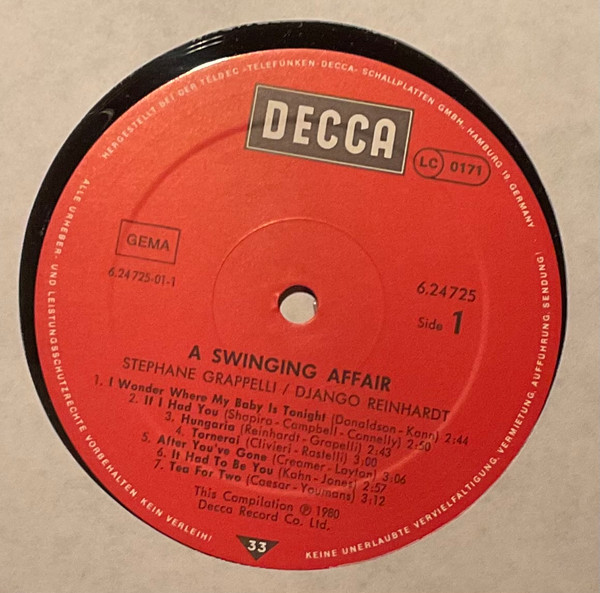 HERGESTELLT BEI DER TELDEC »TELEFUNKEN-DECCA« SCHALLPLATTEN GMBH, HAMBURG 19, GERMANY
DECCA
LC 0171
GEMA
6.24725-01-1
6.24725
Side 1
A SWINGING AFFAIR
STEPHANE GRAPPELLI / DJANGO REINHARDT
1. I Wonder Where My Baby Is Tonight (Donaldson-Kann) 2:44
2. If I Had You (Shapiro-Campbell-Connelly) 2:50
3. Hungaria (Reinhardt-Grapelli) 2:43
4. Tornerai (Clivieri-Rastelli) 3:00
5. After You've Gone (Creamer-Layton) 3:06
6. It Had To Be You (Kahn-Jones) 2:57
7. Tea For Two (Caesar-Youmans) 3:12
This Compilation ℗ 1980
Decca Record Co. Ltd.
33
ALLE URHEBER- UND LEISTUNGSSCHUTZRECHTE VORBEHALTEN. KEIN VERLEIH!
KEINE UNERLAUBTE VERVIELFÄLTIGUNG, VERMIETUNG, AUFFÜHRUNG, SENDUNG!